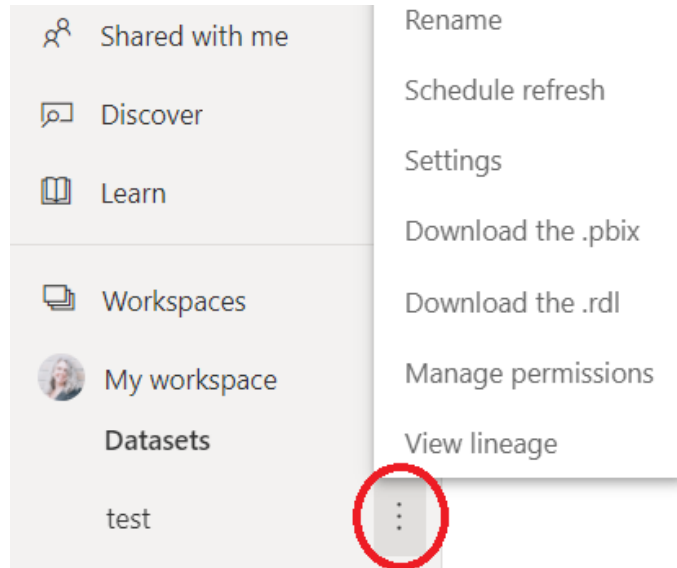 Shared with me
Discover
Learn
Workspaces
My workspace
Datasets
test
Rename
Schedule refresh
Settings
Download the .pbix
Download the .rdl
Manage permissions
View lineage